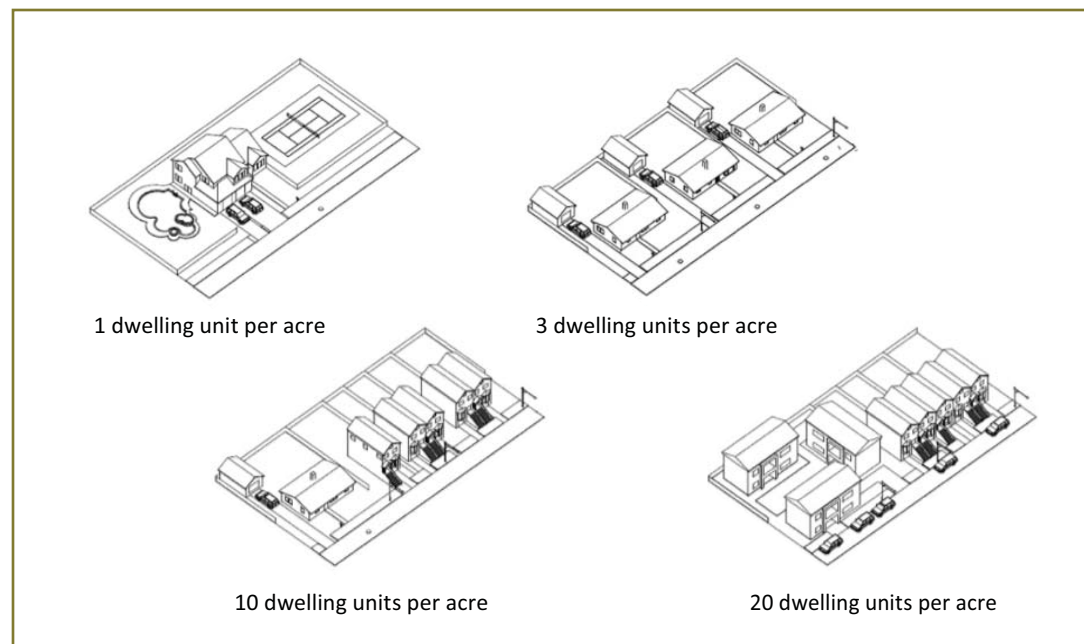 1 dwelling unit per acre
3 dwelling units per acre
10 dwelling units per acre
20 dwelling units per acre